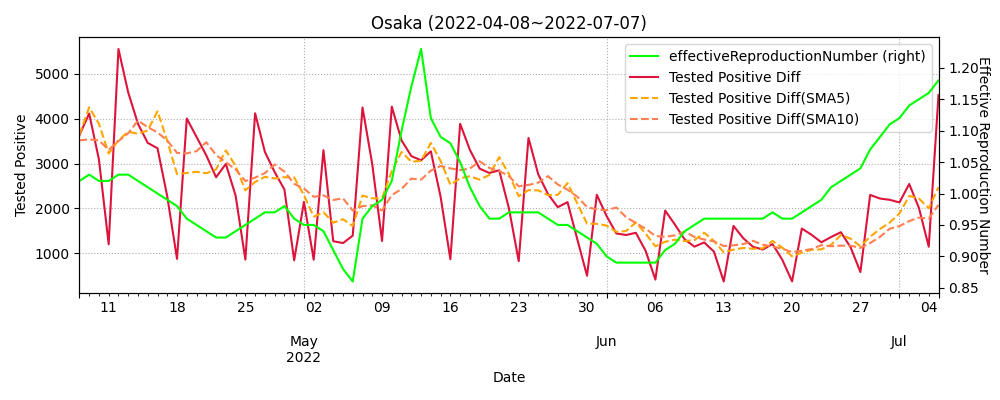 Osaka (2022-04-08~2022-07-07)
effectiveReproductionNumber (right)
Tested Positive Diff
Tested Positive Diff(SMA5)
Tested Positive Diff(SMA10)
Tested Positive
5000
4000
3000
2000
1000
Effective Reproduction Number
1.20
1.15
1.10
1.05
1.00
0.95
0.90
0.85
11 18 25 02 09 16 23 30 06 13 20 27 04
May Jun Jul
2022
Date